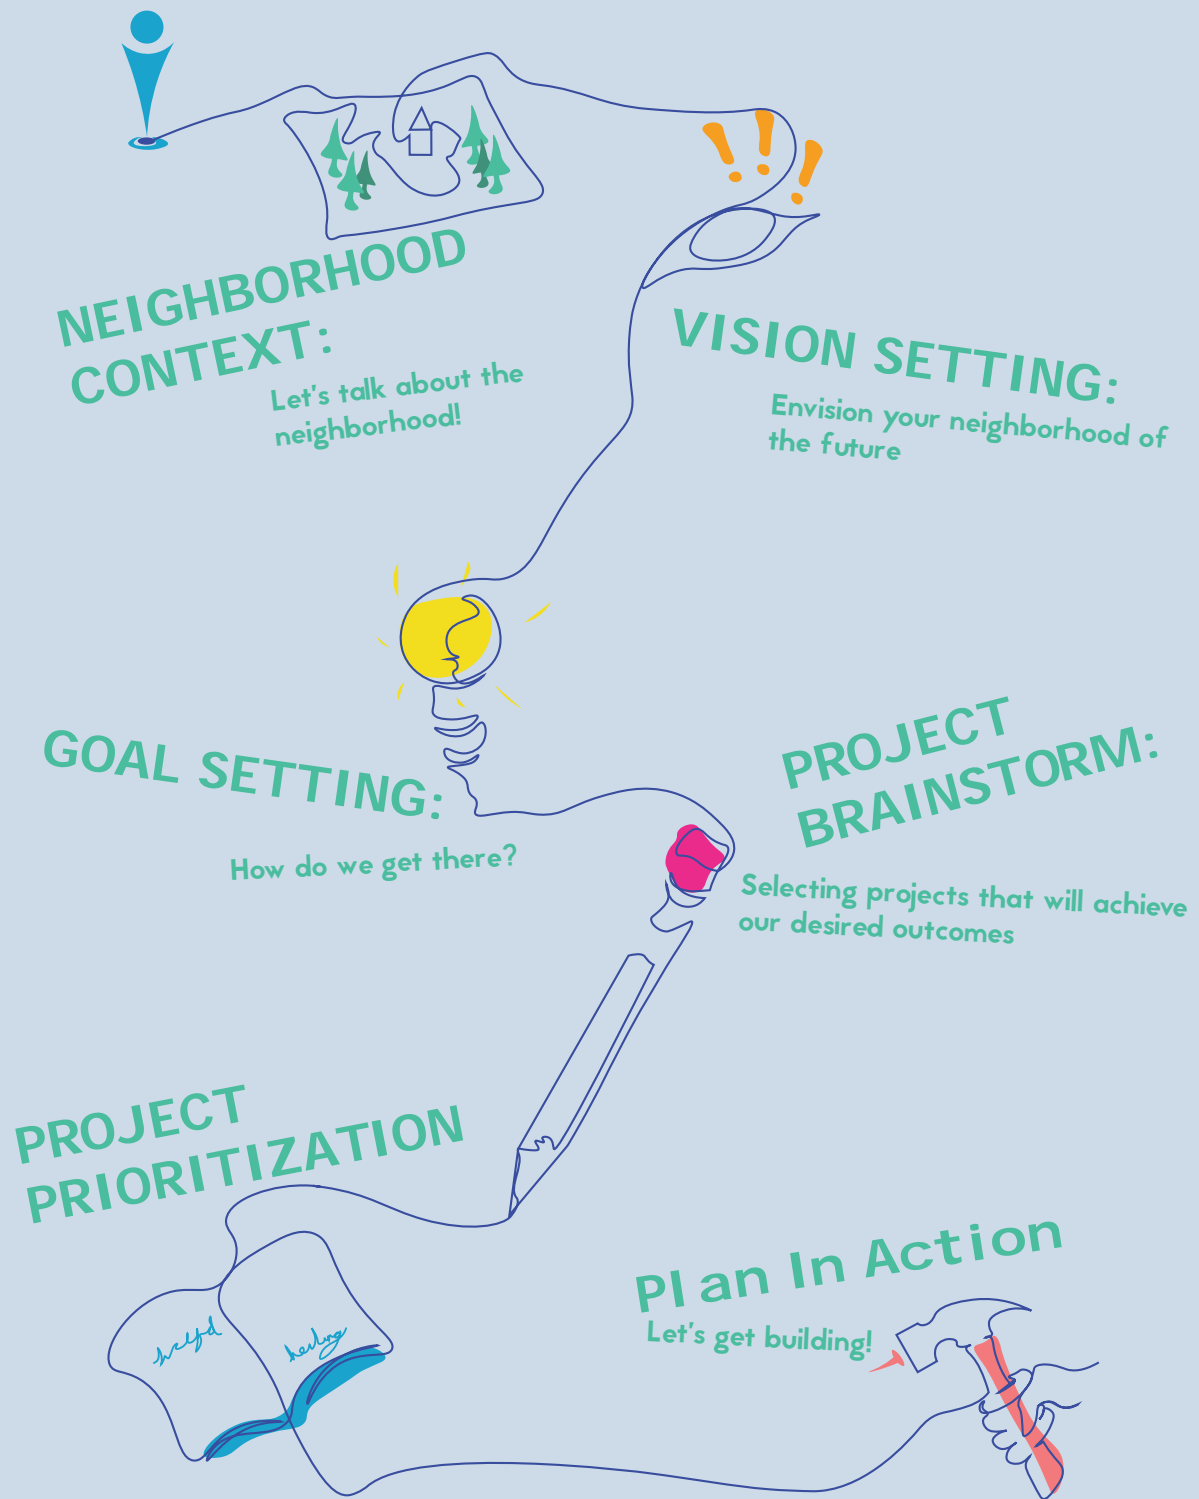 NEIGHBORHOOD
CONTEXT:
Let's talk about the
neighborhood!
VISION SETTING:
Envision your neighborhood of
the future
GOAL SETTING:
How do we get there?
PROJECT
BRAINSTORM:
Selecting projects that will achieve
our desired outcomes
PROJECT
PRIORITIZATION
Plan In Action
Let's get building!